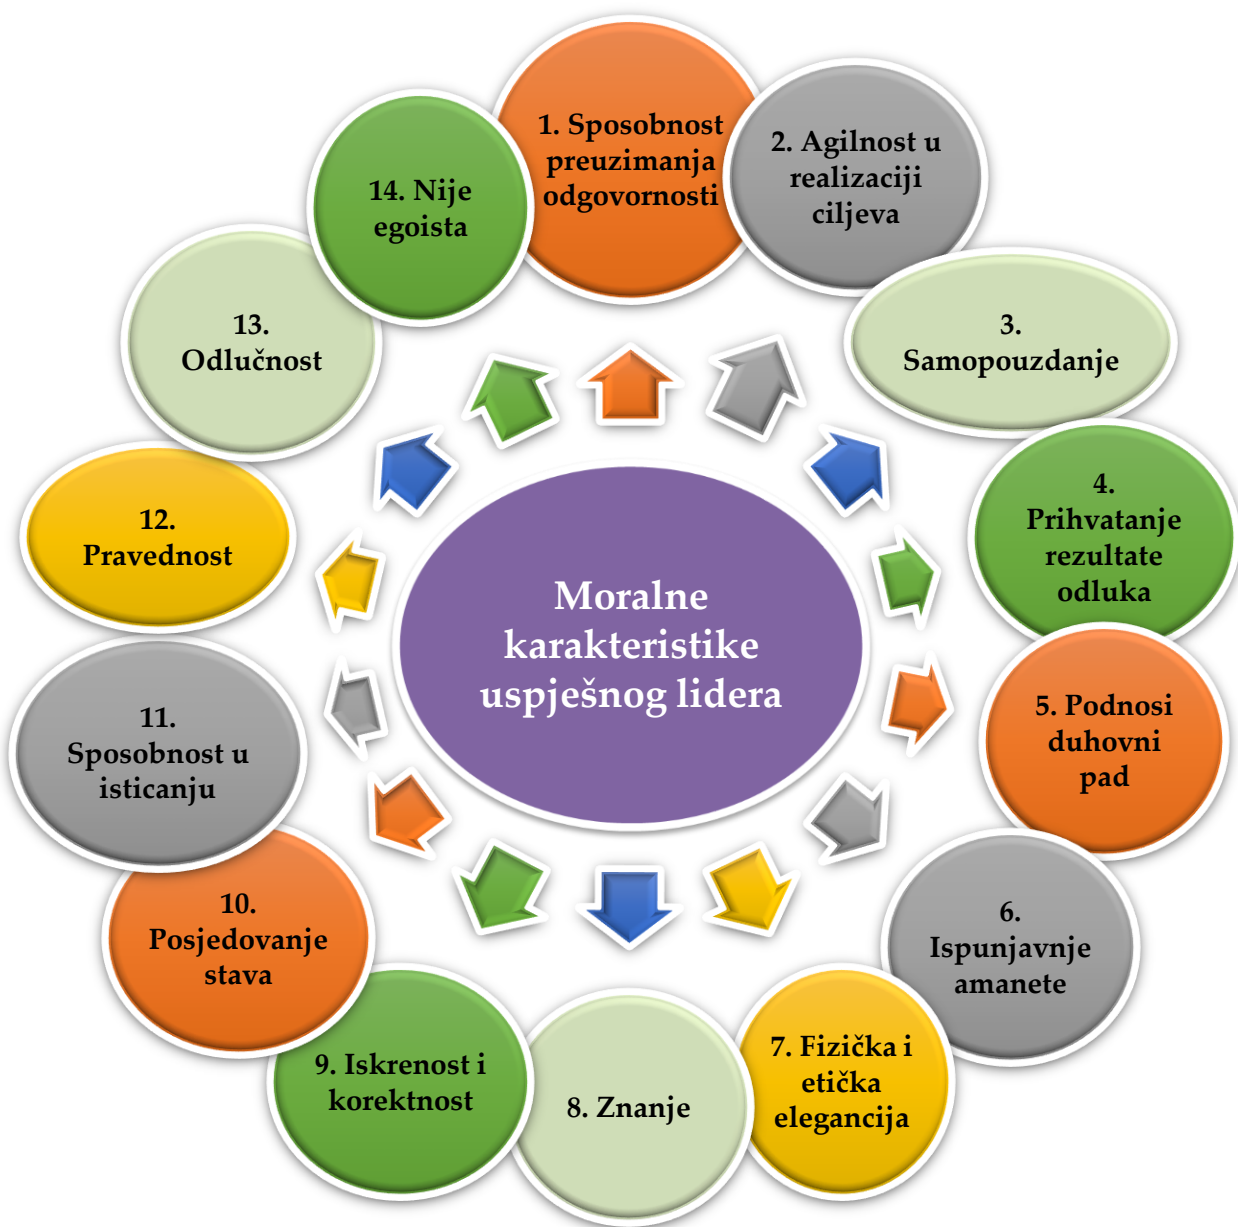 1. Sposobnost
preuzimanja
odgovornosti
2. Agilnost u
realizaciji
ciljeva
3.
Samopouzdanje
4.
Prihvatanje
rezultate
odluka
5. Podnosi
duhovni
pad
6.
Ispunjavnje
amanete
7. Fizička i
etička
elegancija
8. Znanje
9. Iskrenost i
korektnost
10.
Posjedovanje
stava
11.
Sposobnost u
isticanju
12.
Pravednost
13.
Odlučnost
14. Nije
egoista
Moralne
karakteristike
uspješnog lidera